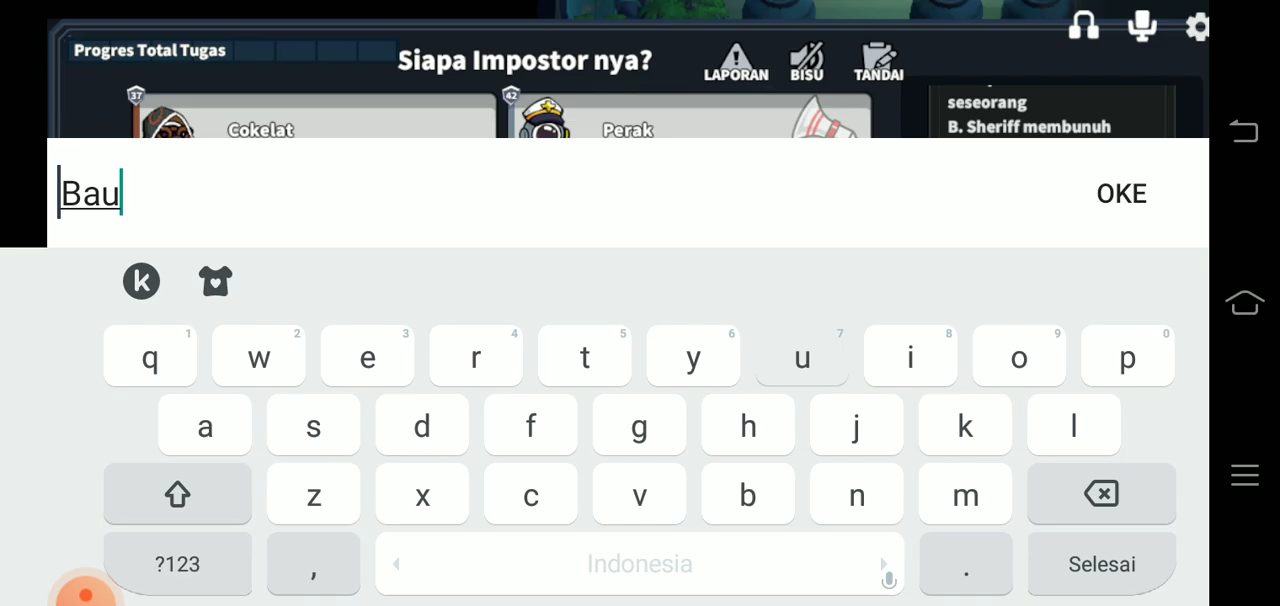 Progres Total Tugas
Siapa Impostor nya?
LAPORAN
BISU
TANDAI
37
Cokelat
42
Perak
seseorang
B. Sheriff membunuh
Bau
OKE
k
1 2 3 4 5 6 7 8 9 0
q w e r t y u i o p
a s d f g h j k l
z x c v b n m
?123 , Indonesia . Selesai